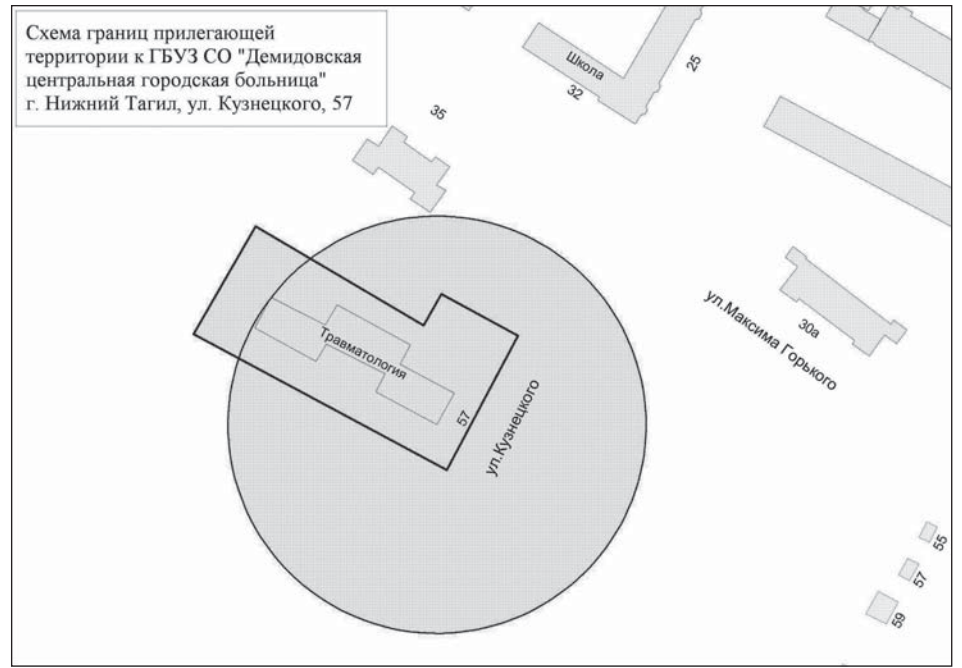 Схема границ прилегающей
территории к ГБУЗ СО "Демидовская
центральная городская больница"
г. Нижний Тагил, ул. Кузнецкого, 57
Школа
32
25
35
ул.Максима Горького
30а
Травматология
57
ул.Кузнецкого
55
57
59